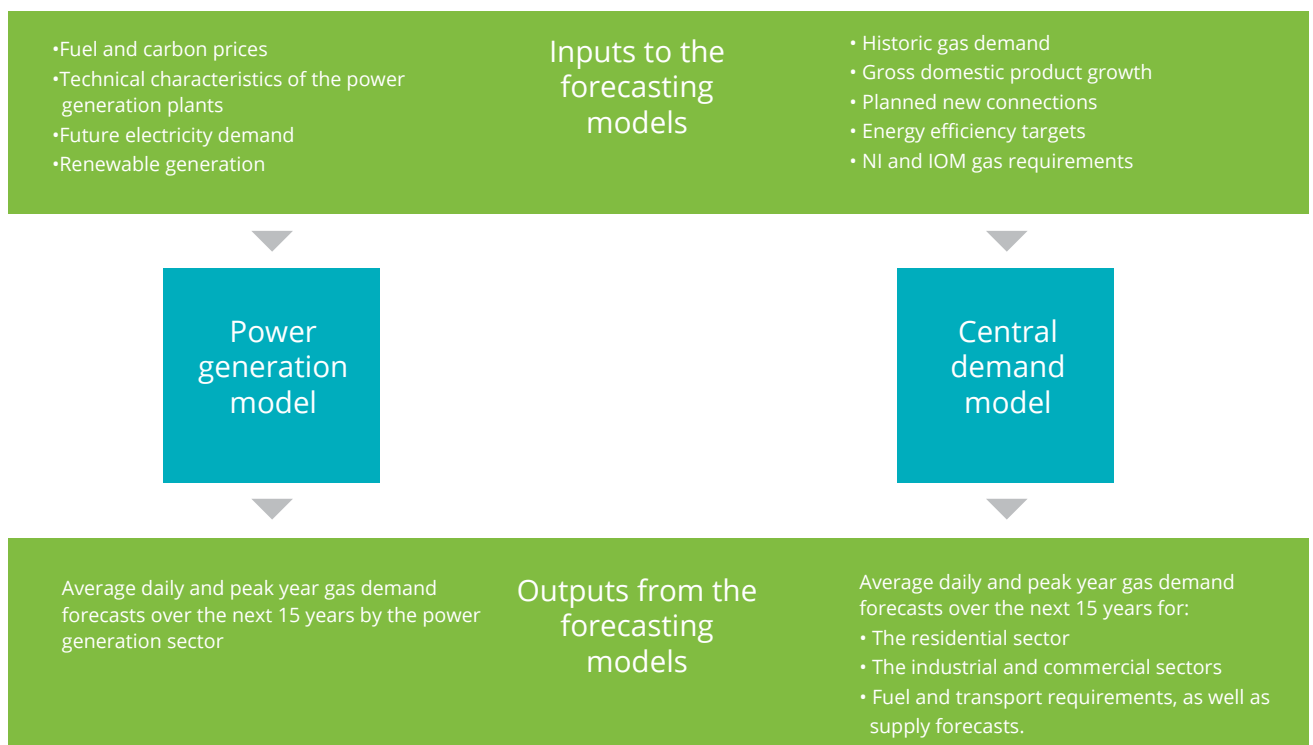 •Fuel and carbon prices
•Technical characteristics of the power
generation plants
•Future electricity demand
•Renewable generation
Inputs to the
forecasting
models
• Historic gas demand
• Gross domestic product growth
• Planned new connections
• Energy efficiency targets
• NI and IOM gas requirements
Power
generation
model
Central
demand
model
Average daily and peak year gas demand
forecasts over the next 15 years by the power
generation sector
Outputs from the
forecasting
models
Average daily and peak year gas demand
forecasts over the next 15 years for:
• The residential sector
• The industrial and commercial sectors
• Fuel and transport requirements, as well as
supply forecasts.